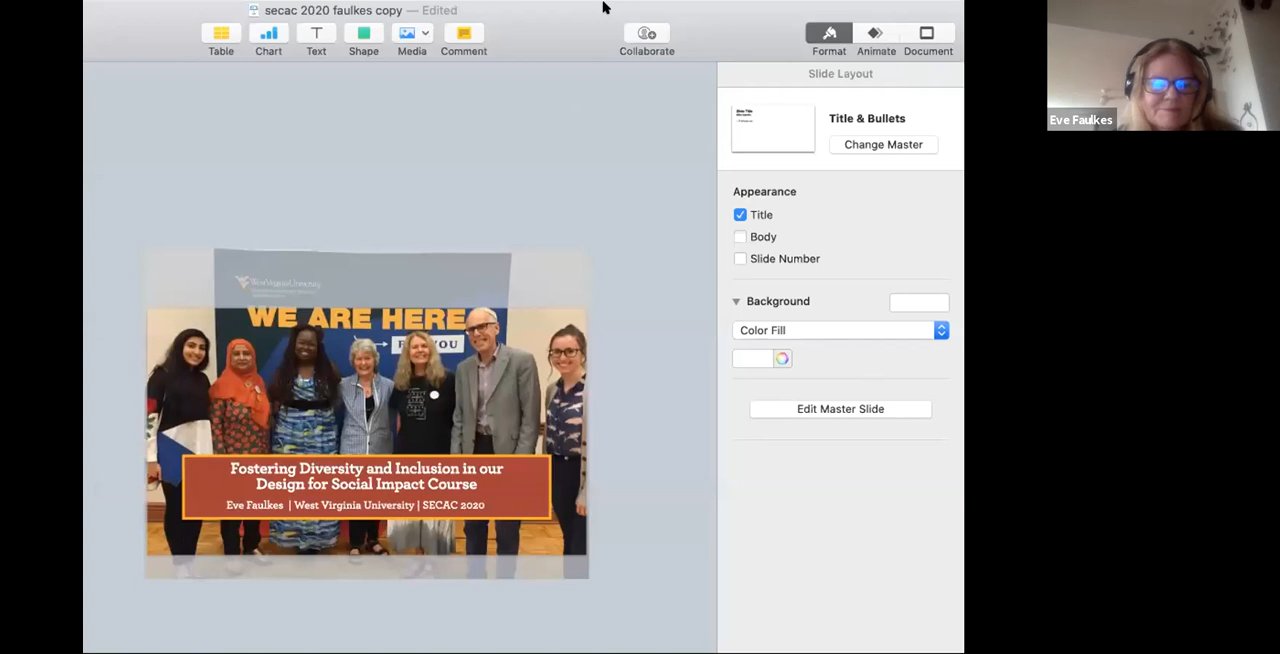 secac 2020 faulkes copy — Edited
Table
Chart
Text
Shape
Media
Comment
Collaborate
Format
Animate
Document
Slide Layout
Title & Bullets
Change Master
Appearance
Title
Body
Slide Number
Background
Color Fill
Edit Master Slide
WestVirginiaUniversity
WE ARE HERE
YOU
Fostering Diversity and Inclusion in our
Design for Social Impact Course
Eve Faulkes | West Virginia University | SECAC 2020
Eve Faulkes